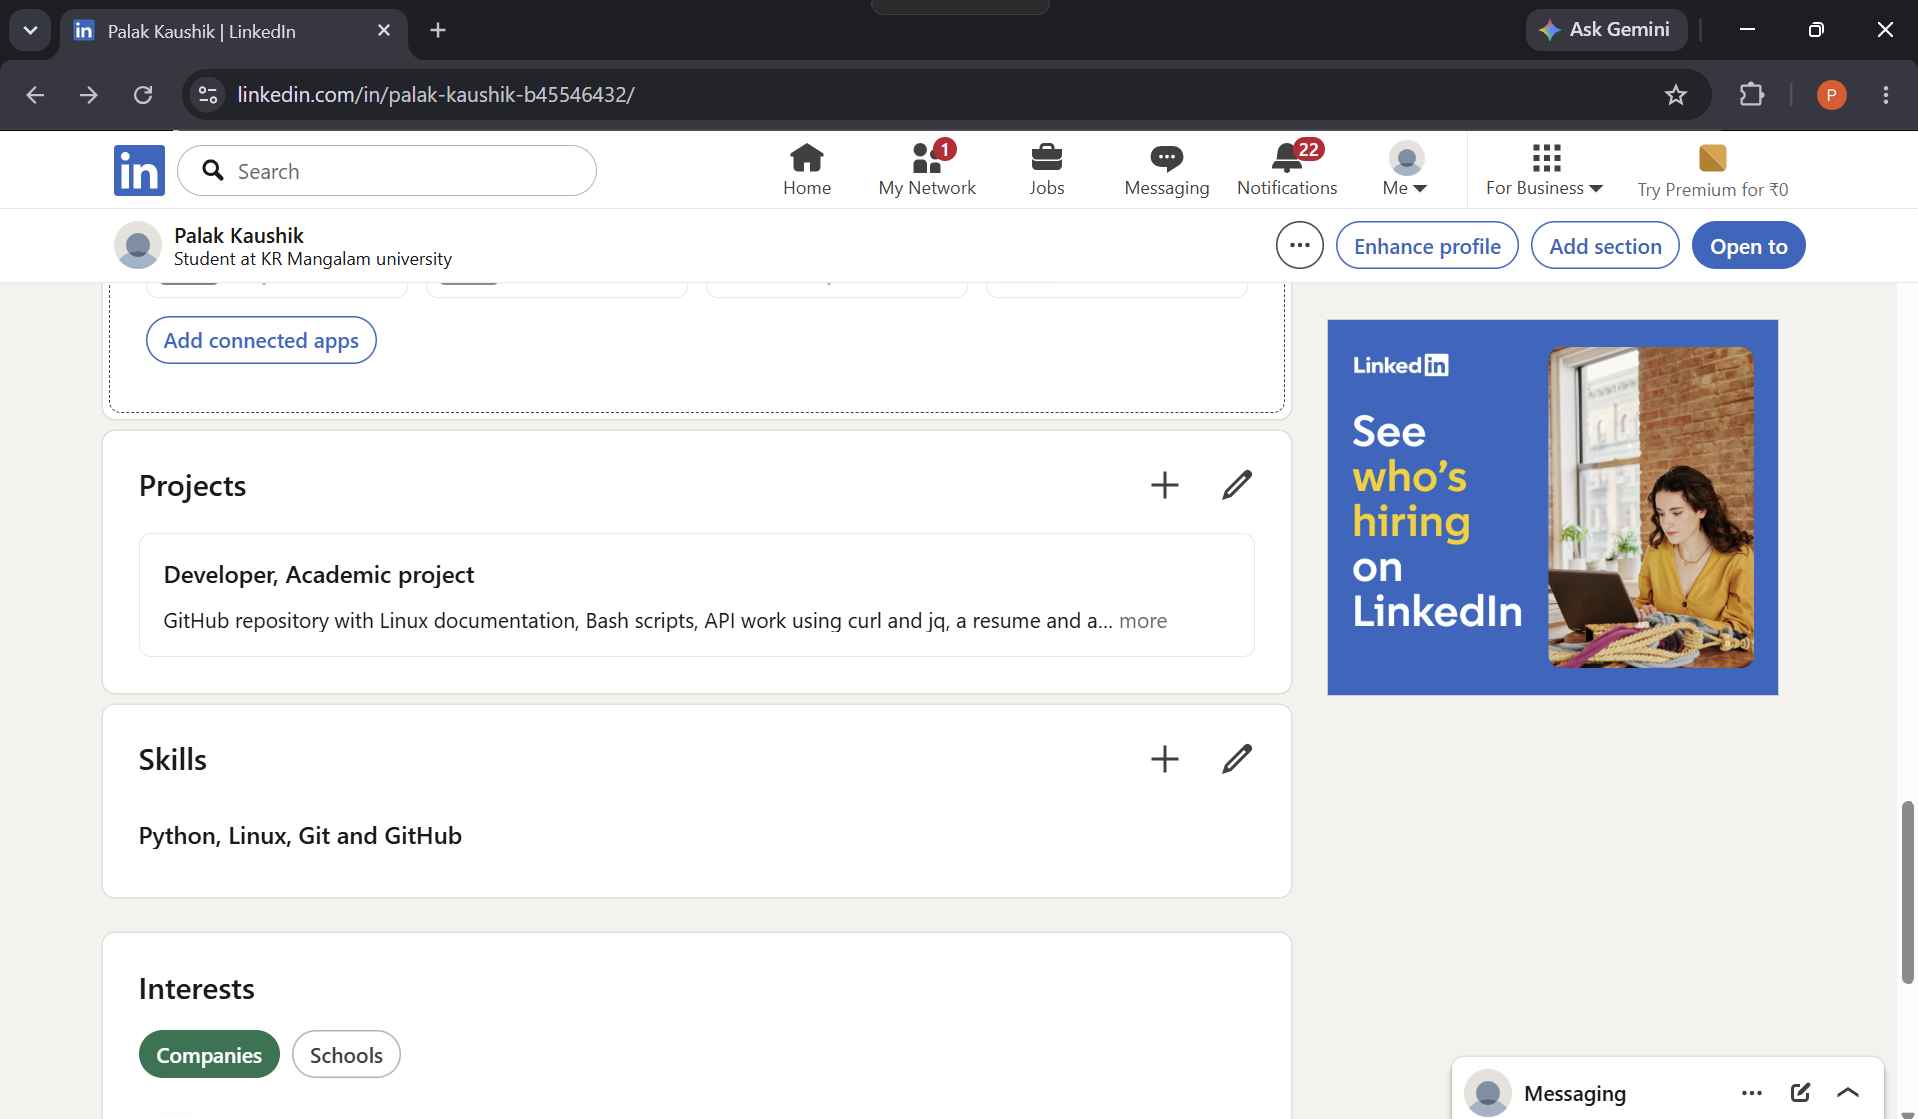 Palak Kaushik | LinkedIn
Ask Gemini
linkedin.com/in/palak-kaushik-b45546432/
P
in
Search
Home
1
My Network
Jobs
Messaging
22
Notifications
Me
For Business
Try Premium for ₹0
Palak Kaushik
Student at KR Mangalam university
Enhance profile
Add section
Open to
Add connected apps
Projects
Developer, Academic project
GitHub repository with Linux documentation, Bash scripts, API work using curl and jq, a resume and a... more
Skills
Python, Linux, Git and GitHub
Interests
Companies
Schools
LinkedIn
See
who's
hiring
on
LinkedIn
Messaging